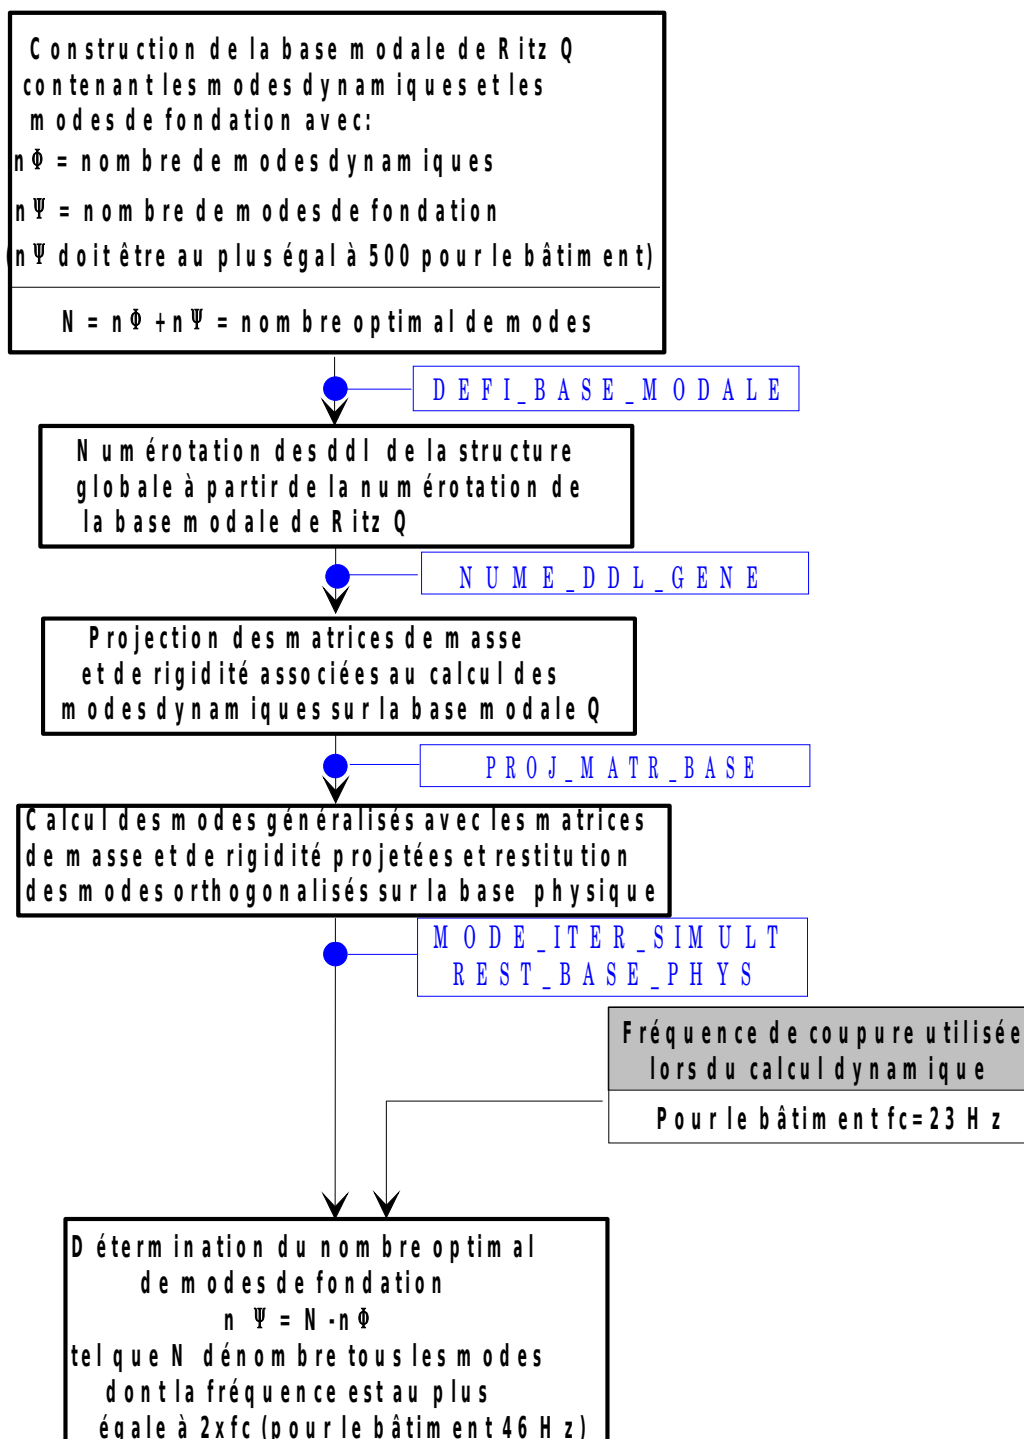 Construction de la base modale de Ritz Q
contenant les modes dynamiques et les
modes de fondation avec:
nΦ = nombre de modes dynamiques
nΨ = nombre de modes de fondation
(nΨ doit être au plus égal à 500 pour le bâtiment)
N = nΦ +nΨ = nombre optimal de modes
DEFI_BASE_MODALE
Numérotation des ddl de la structure
globale à partir de la numérotation de
la base modale de Ritz Q
NUME_DDL_GENE
Projection des matrices de masse
et de rigidité associées au calcul des
modes dynamiques sur la base modale Q
PROJ_MATR_BASE
Calcul des modes généralisés avec les matrices
de masse et de rigidité projetées et restitution
des modes orthogonalisés sur la base physique
MODE_ITER_SIMULT
REST_BASE_PHYS
Fréquence de coupure utilisée
lors du calcul dynamique
Pour le bâtiment fc=23 Hz
Détermination du nombre optimal
de modes de fondation
n Ψ = N -nΦ
tel que N dénombre tous les modes
dont la fréquence est au plus
égale à 2xfc (pour le bâtiment 46 Hz)